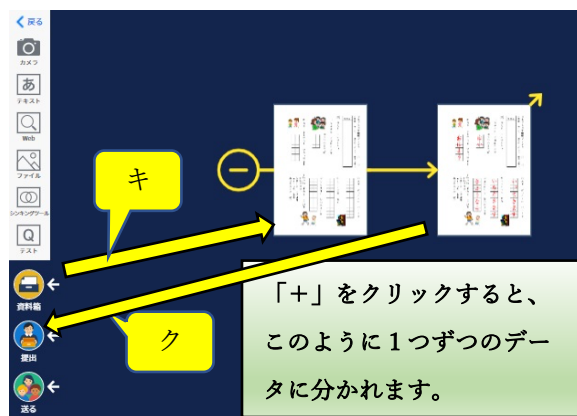 戻る
カメラ
あ
テキスト
Web
ファイル
シンキングツール
Q
テスト
資料箱
提出
送る
キ
ク
「＋」をクリックすると、
このように１つずつのデー
タに分かれます。